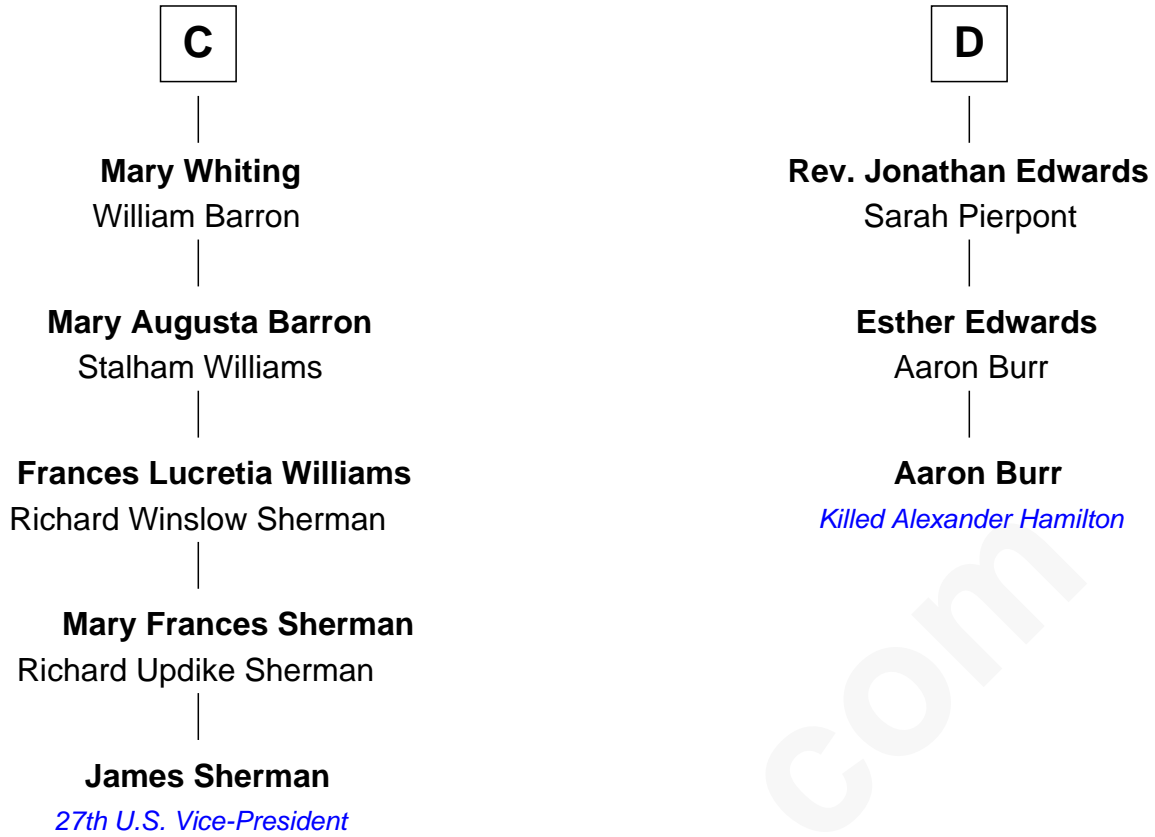 C
Mary Whiting
William Barron
Mary Augusta Barron
Stalham Williams
Frances Lucretia Williams
Richard Winslow Sherman
Mary Frances Sherman
Richard Updike Sherman
James Sherman
27th U.S. Vice-President
D
Rev. Jonathan Edwards
Sarah Pierpont
Esther Edwards
Aaron Burr
Aaron Burr
Killed Alexander Hamilton
com